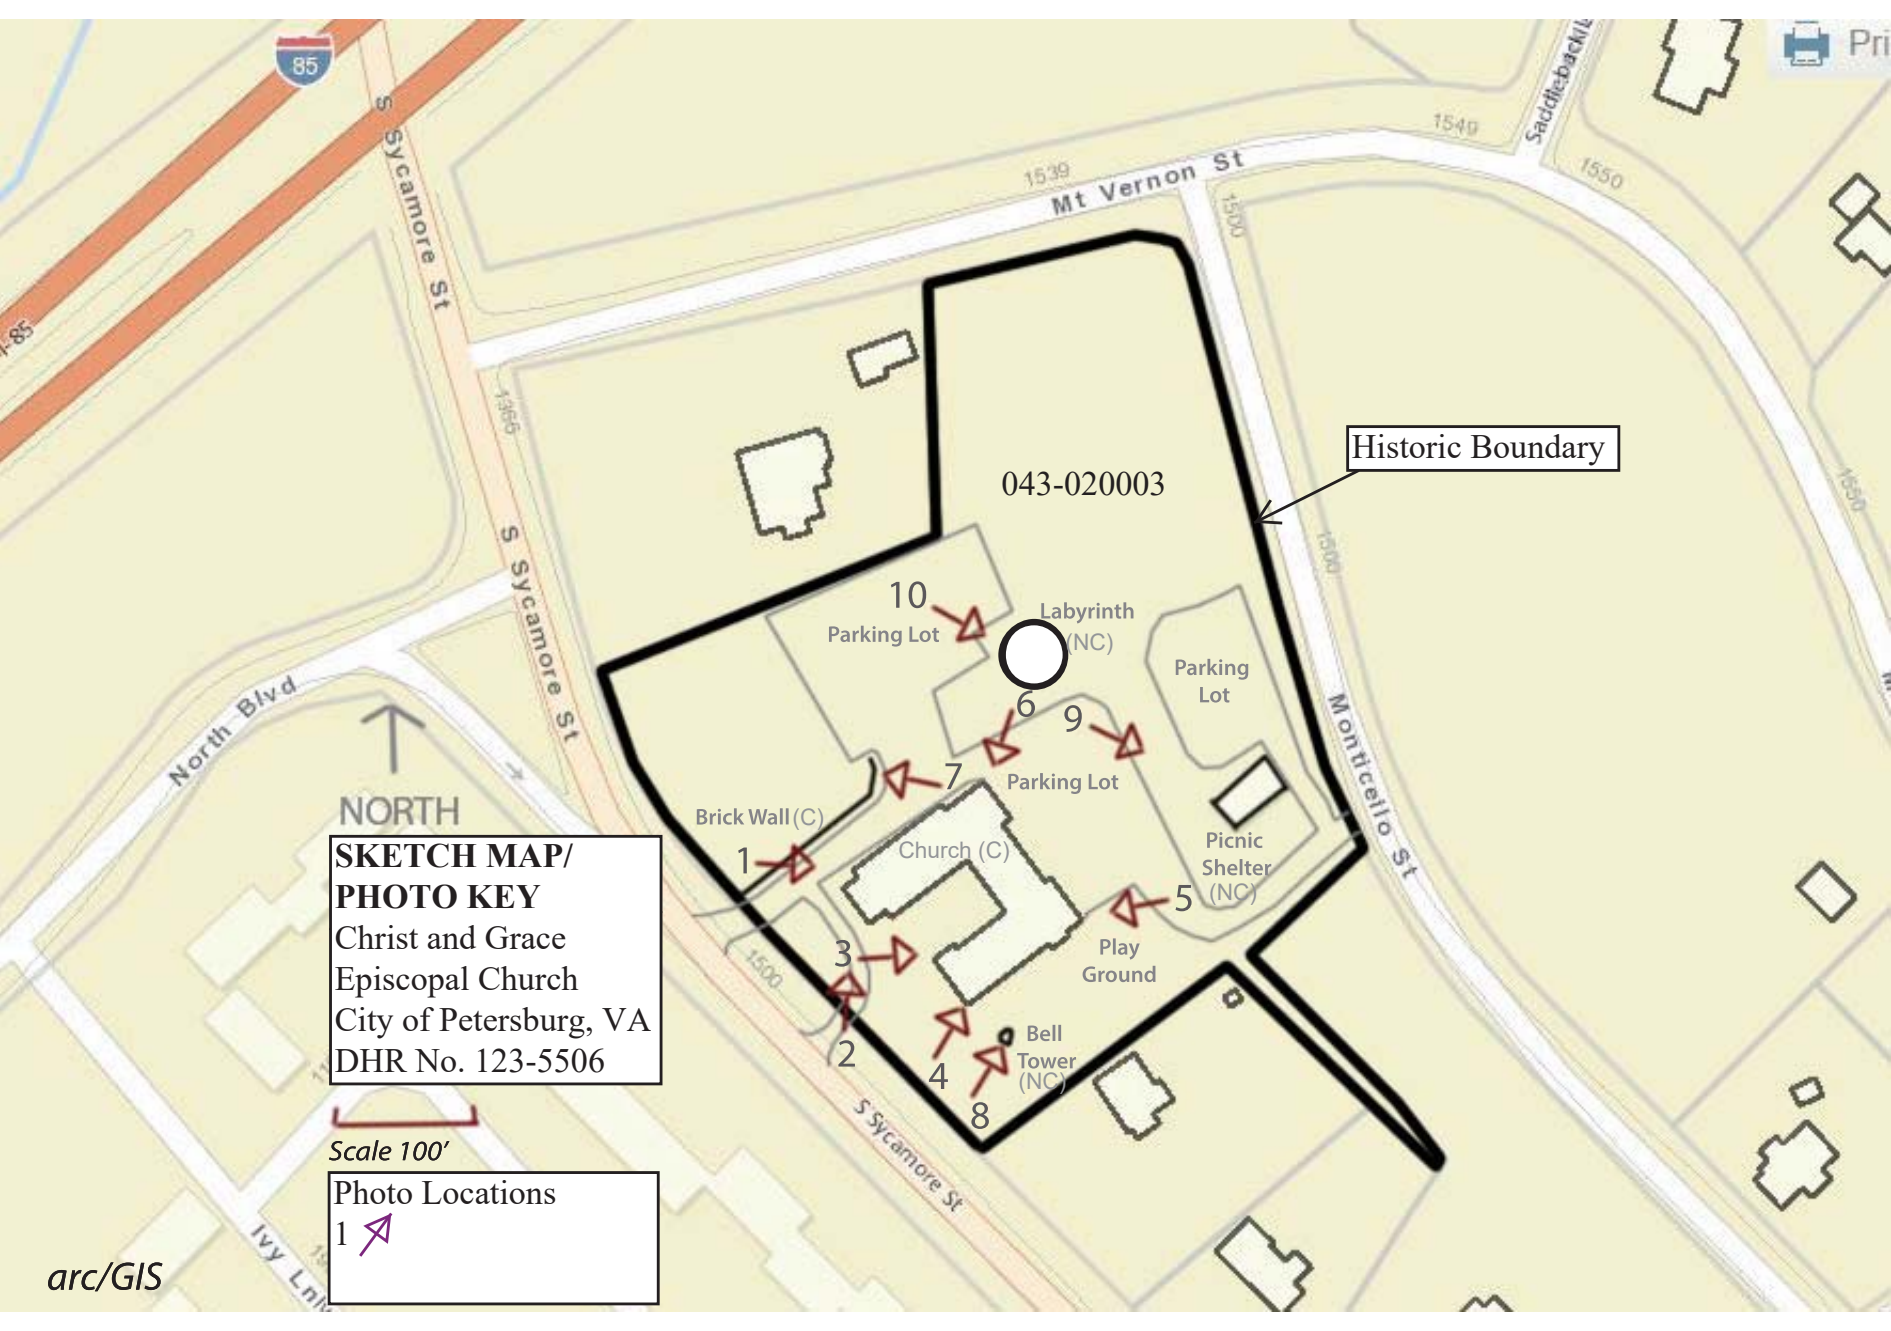 85
Pri
S Sycamore St
Saddleback
1549
1539
Mt Vernon St
1550
1500
I-85
1366
Historic Boundary
043-020003
1550
S Sycamore St
1500
10
Parking Lot
Labyrinth
(NC)
Parking
Lot
North Blvd
6
9
Monticello St
7
Parking Lot
NORTH
Brick Wall (C)
1
Church (C)
Picnic
Shelter
(NC)
5
SKETCH MAP/
PHOTO KEY
Christ and Grace
Episcopal Church
City of Petersburg, VA
DHR No. 123-5506
3
1500
Play
Ground
2
Bell
Tower
(NC)
4
8
S Sycamore St
Scale 100'
Photo Locations
1
Ivy Ln
arc/GIS